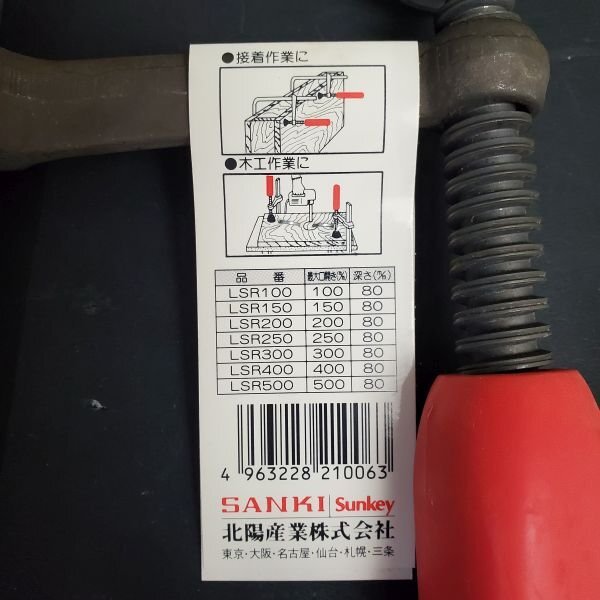 ●接着作業に
●木工作業に
品 番 最大口開き(㎜) 深さ(㎜)
LSR100 100 80
LSR150 150 80
LSR200 200 80
LSR250 250 80
LSR300 300 80
LSR400 400 80
LSR500 500 80
4 963228 210063
SANKI Sunkey
北陽産業株式会社
東京・大阪・名古屋・仙台・札幌・三条